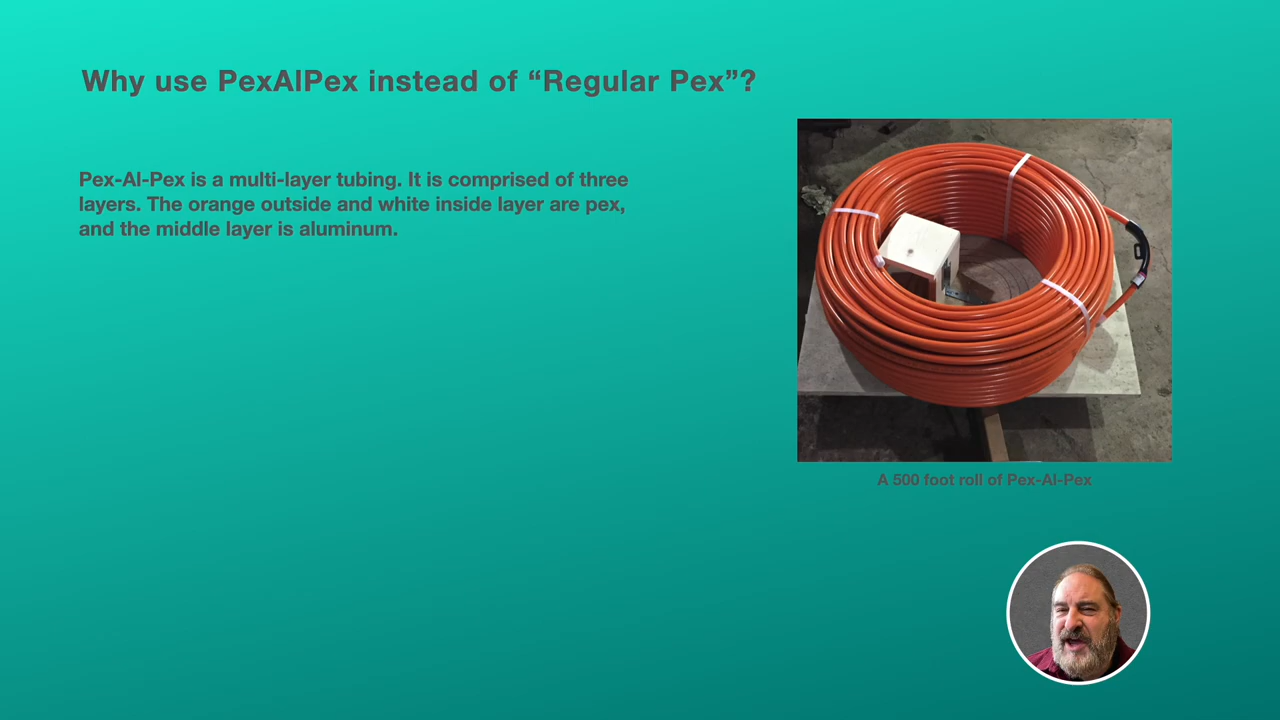 Why use PexAlPex instead of “Regular Pex”?
Pex-Al-Pex is a multi-layer tubing. It is comprised of three
layers. The orange outside and white inside layer are pex,
and the middle layer is aluminum.
A 500 foot roll of Pex-Al-Pex